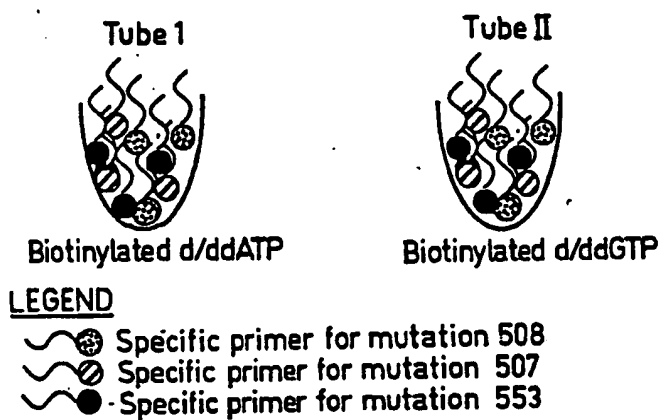 Tube 1
Tube II
Biotinylated d/ddATP
Biotinylated d/ddGTP
LEGEND
Specific primer for mutation 508
Specific primer for mutation 507
Specific primer for mutation 553